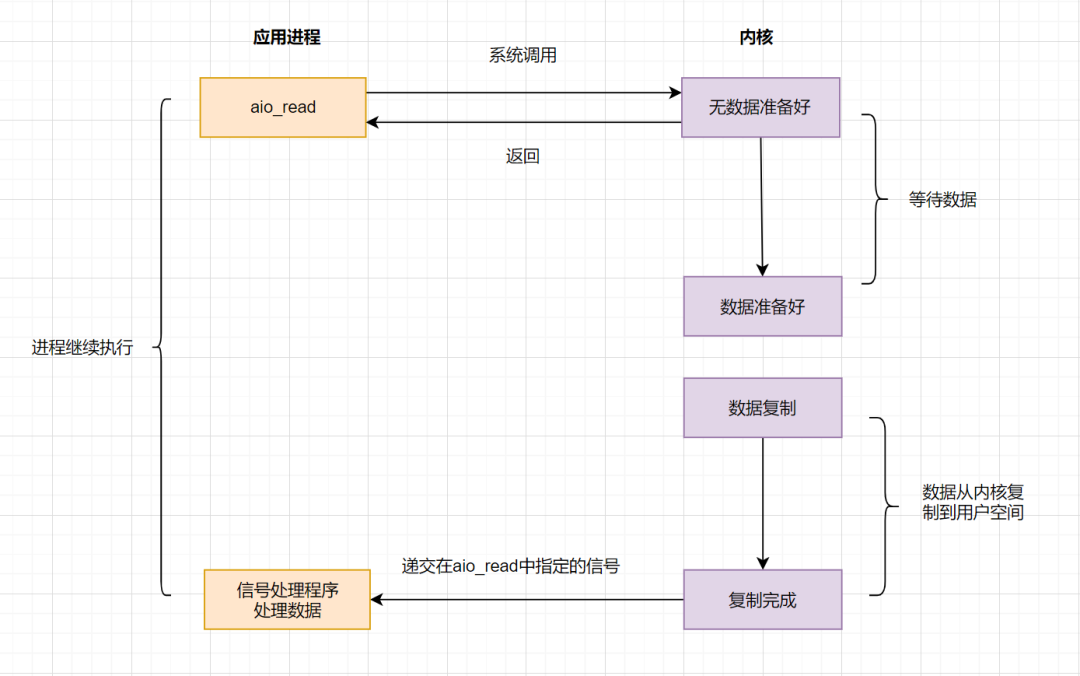 应用进程
内核
系统调用
aio_read
无数据准备好
返回
等待数据
数据准备好
进程继续执行
数据复制
数据从内核复
制到用户空间
递交在aio_read中指定的信号
信号处理程序
处理数据
复制完成